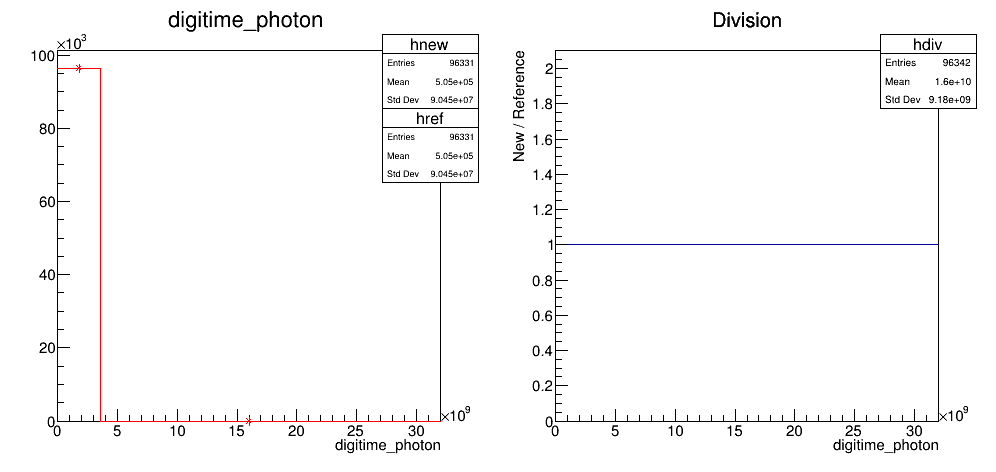 digitime_photon
×10³
hnew
Entries 96331
Mean 5.05e+05
Std Dev 9.045e+07
href
Entries 96331
Mean 5.05e+05
Std Dev 9.045e+07
100
80
60
40
20
0
0 5 10 15 20 25 30
×10⁹
digitime_photon
Division
hdiv
Entries 96342
Mean 1.6e+10
Std Dev 9.18e+09
New / Reference
2
1.8
1.6
1.4
1.2
1
0.8
0.6
0.4
0.2
0
0 5 10 15 20 25 30
×10⁹
digitime_photon